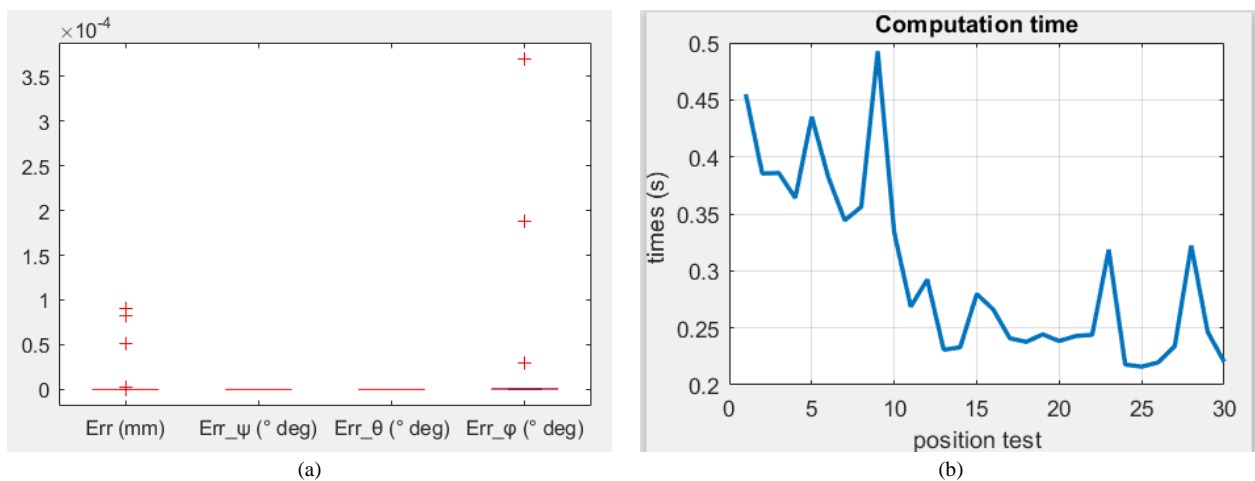 ×10⁻⁴
3.5
3
2.5
2
1.5
1
0.5
0
Err (mm) Err_ψ (° deg) Err_θ (° deg) Err_φ (° deg)
(a)
Computation time
times (s)
0.5
0.45
0.4
0.35
0.3
0.25
0.2
0 5 10 15 20 25 30
position test
(b)